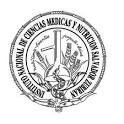 INSTITUTO NACIONAL DE CIENCIAS MEDICAS Y NUTRICION SALVADOR ZUBIRAN